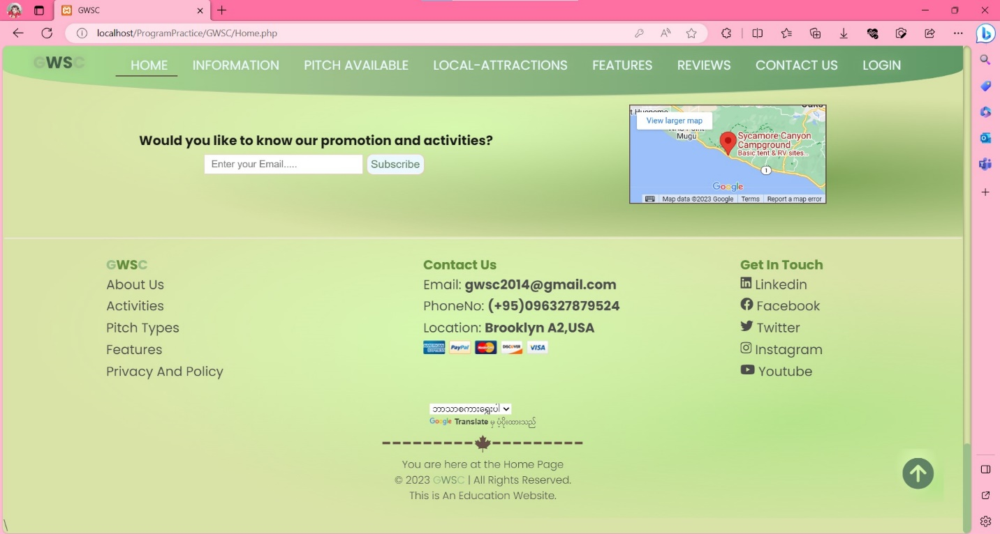 GWSC
localhost/ProgramPractice/GWSC/Home.php
GWSC HOME INFORMATION PITCH AVAILABLE LOCAL-ATTRACTIONS FEATURES REVIEWS CONTACT US LOGIN
Would you like to know our promotion and activities?
Enter your Email..... Subscribe
View larger map
Mugu
Sycamore Canyon
Campground
Basic tent & RV sites...
1
Google
Map data ©2023 Google Terms Report a map error
GWSC
About Us
Activities
Pitch Types
Features
Privacy And Policy
Contact Us
Email: gwsc2014@gmail.com
PhoneNo: (+95)096327879524
Location: Brooklyn A2,USA
AMERICAN EXPRESS PayPal MasterCard DISCOVER VISA
Get In Touch
Linkedin
Facebook
Twitter
Instagram
Youtube
ဘာသာစကားရွေးပါ
Google Translate မှ ပံ့ပိုးထားသည်
You are here at the Home Page
© 2023 GWSC | All Rights Reserved.
This is An Education Website.
\